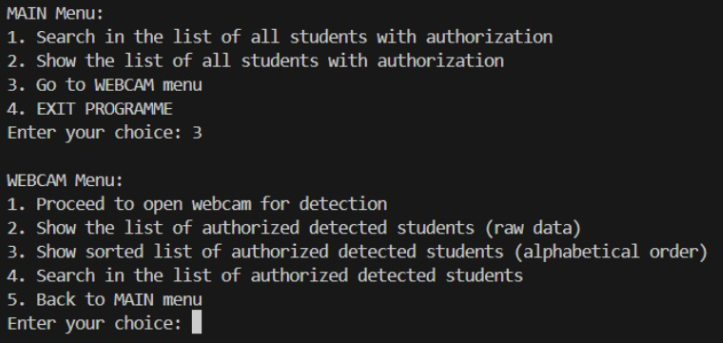 MAIN Menu:
1. Search in the list of all students with authorization
2. Show the list of all students with authorization
3. Go to WEBCAM menu
4. EXIT PROGRAMME
Enter your choice: 3
WEBCAM Menu:
1. Proceed to open webcam for detection
2. Show the list of authorized detected students (raw data)
3. Show sorted list of authorized detected students (alphabetical order)
4. Search in the list of authorized detected students
5. Back to MAIN menu
Enter your choice: